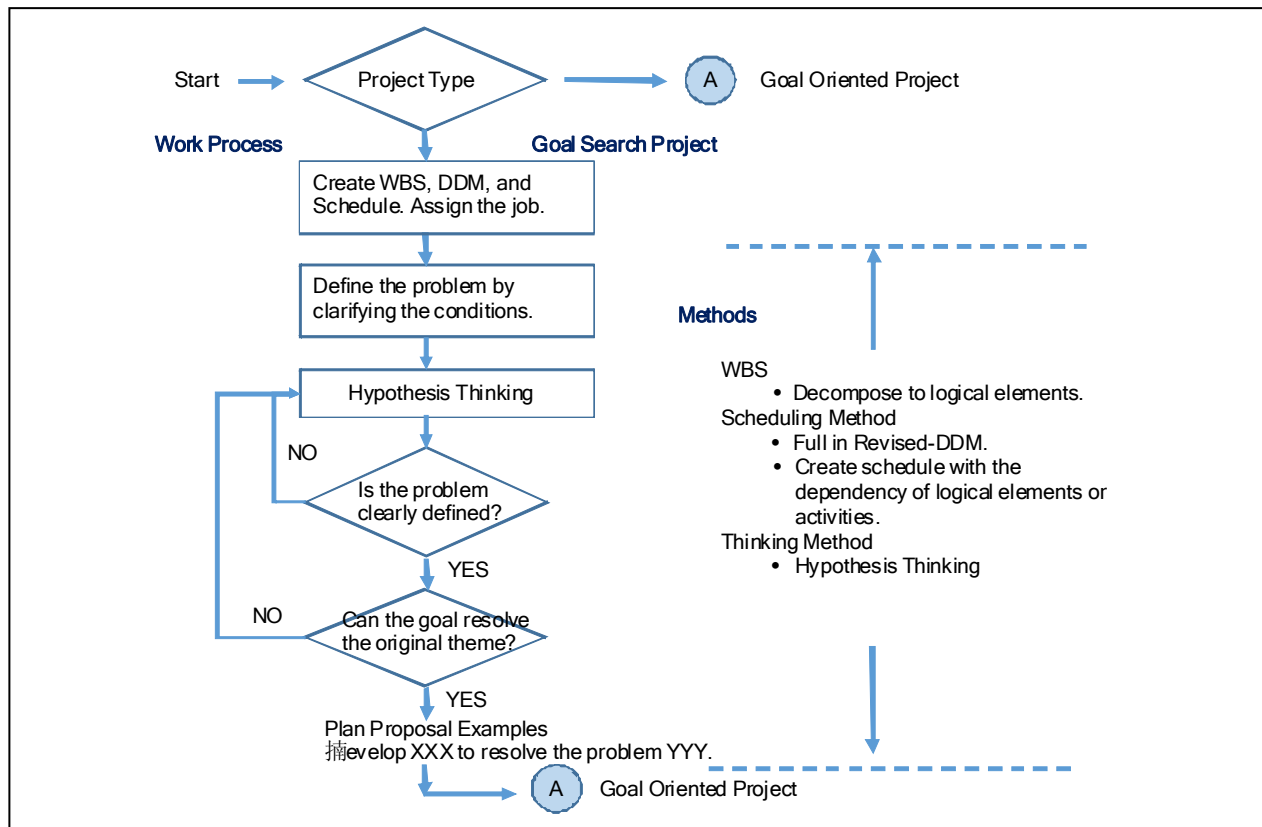 Start
Project Type
A
Goal Oriented Project
Work Process
Goal Search Project
Create WBS, DDM, and
Schedule. Assign the job.
Define the problem by
clarifying the conditions.
Methods
Hypothesis Thinking
WBS
• Decompose to logical elements.
Scheduling Method
• Full in Revised-DDM.
• Create schedule with the
dependency of logical elements or
activities.
Thinking Method
• Hypothesis Thinking
NO
Is the problem
clearly defined?
YES
NO
Can the goal resolve
the original theme?
YES
Plan Proposal Examples
揇evelop XXX to resolve the problem YYY.
A
Goal Oriented Project